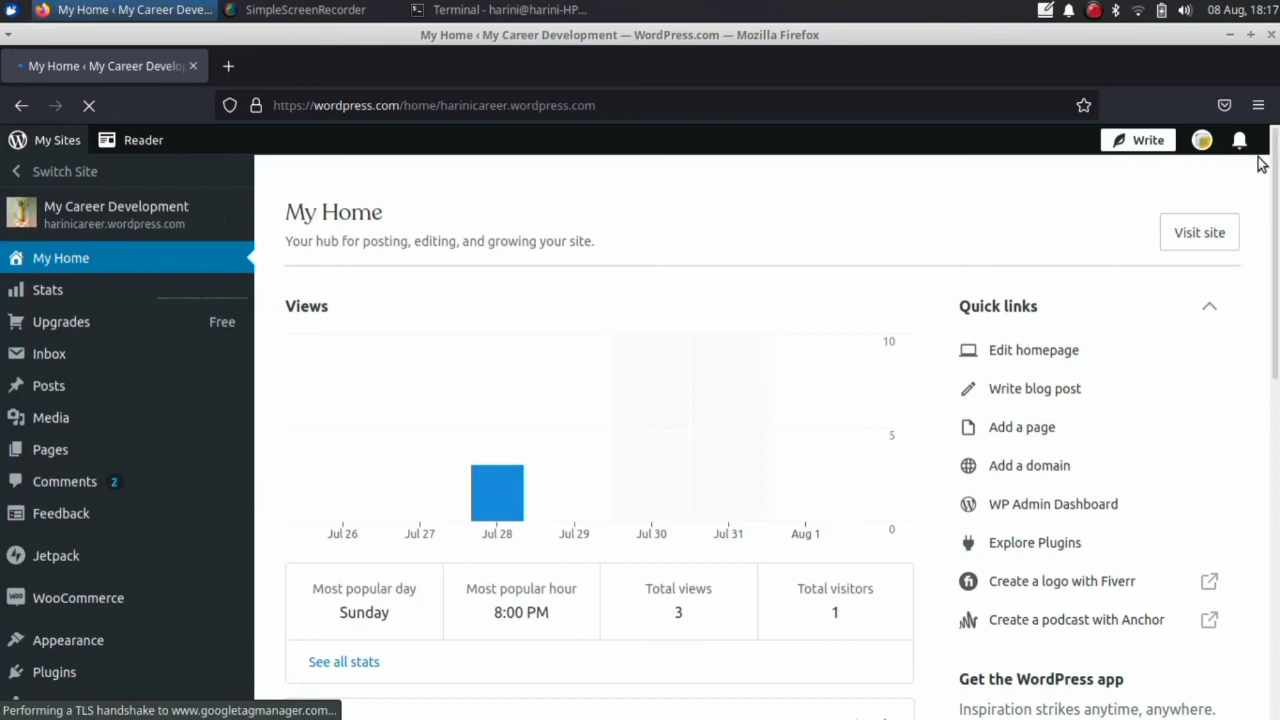 My Home ‹ My Career Deve...
SimpleScreenRecorder
Terminal - harini@harini-HP...
08 Aug, 18:17
My Home ‹ My Career Development — WordPress.com — Mozilla Firefox
My Home ‹ My Career Develo
https://wordpress.com/home/harinicareer.wordpress.com
My Sites
Reader
Write
Switch Site
My Career Development
harinicareer.wordpress.com
My Home
Stats
Upgrades Free
Inbox
Posts
Media
Pages
Comments 2
Feedback
Jetpack
WooCommerce
Appearance
Plugins
Performing a TLS handshake to www.googletagmanager.com...
My Home
Your hub for posting, editing, and growing your site.
Visit site
Views
10
5
0
Jul 26 Jul 27 Jul 28 Jul 29 Jul 30 Jul 31 Aug 1
Most popular day
Sunday
Most popular hour
8:00 PM
Total views
3
Total visitors
1
See all stats
Quick links
Edit homepage
Write blog post
Add a page
Add a domain
WP Admin Dashboard
Explore Plugins
Create a logo with Fiverr
Create a podcast with Anchor
Get the WordPress app
Inspiration strikes anytime, anywhere.